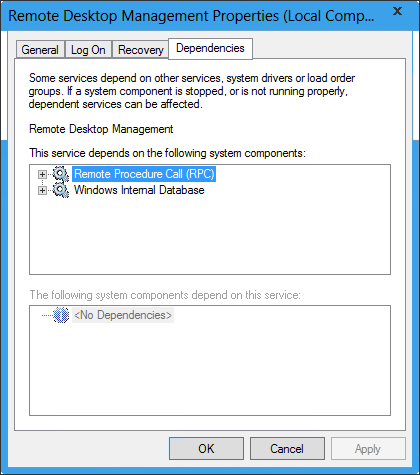 Remote Desktop Management Properties (Local Comp...
x
General
Log On
Recovery
Dependencies
Some services depend on other services, system drivers or load order
groups. If a system component is stopped, or is not running properly,
dependent services can be affected.
Remote Desktop Management
This service depends on the following system components:
Remote Procedure Call (RPC)
Windows Internal Database
The following system components depend on this service:
<No Dependencies>
OK
Cancel
Apply